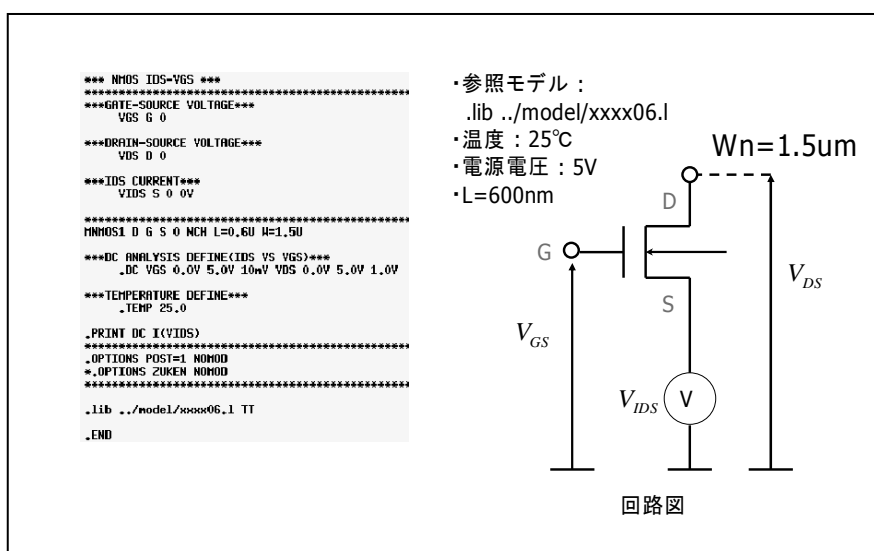 *** NMOS IDS-VGS ***
****************************************************
***GATE-SOURCE VOLTAGE***
VGS G 0
***DRAIN-SOURCE VOLTAGE***
VDS D 0
***IDS CURRENT***
VIDS S 0 0V
****************************************************
MNMOS1 D G S 0 NCH L=0.6U W=1.5U
***DC ANALYSIS DEFINE(IDS VS VGS)***
.DC VGS 0.0V 5.0V 10mV VDS 0.0V 5.0V 1.0V
***TEMPERATURE DEFINE***
.TEMP 25.0
.PRINT DC I(VIDS)
****************************************************
.OPTIONS POST=1 NOMOD
*.OPTIONS ZUKEN NOMOD
****************************************************
.lib ../model/xxxx06.l TT
.END
・参照モデル：
.lib ../model/xxxx06.l
・温度：25℃
・電源電圧：5V
・L=600nm
Wn=1.5um
D
G
S
VDS
VGS
VIDS
V
回路図